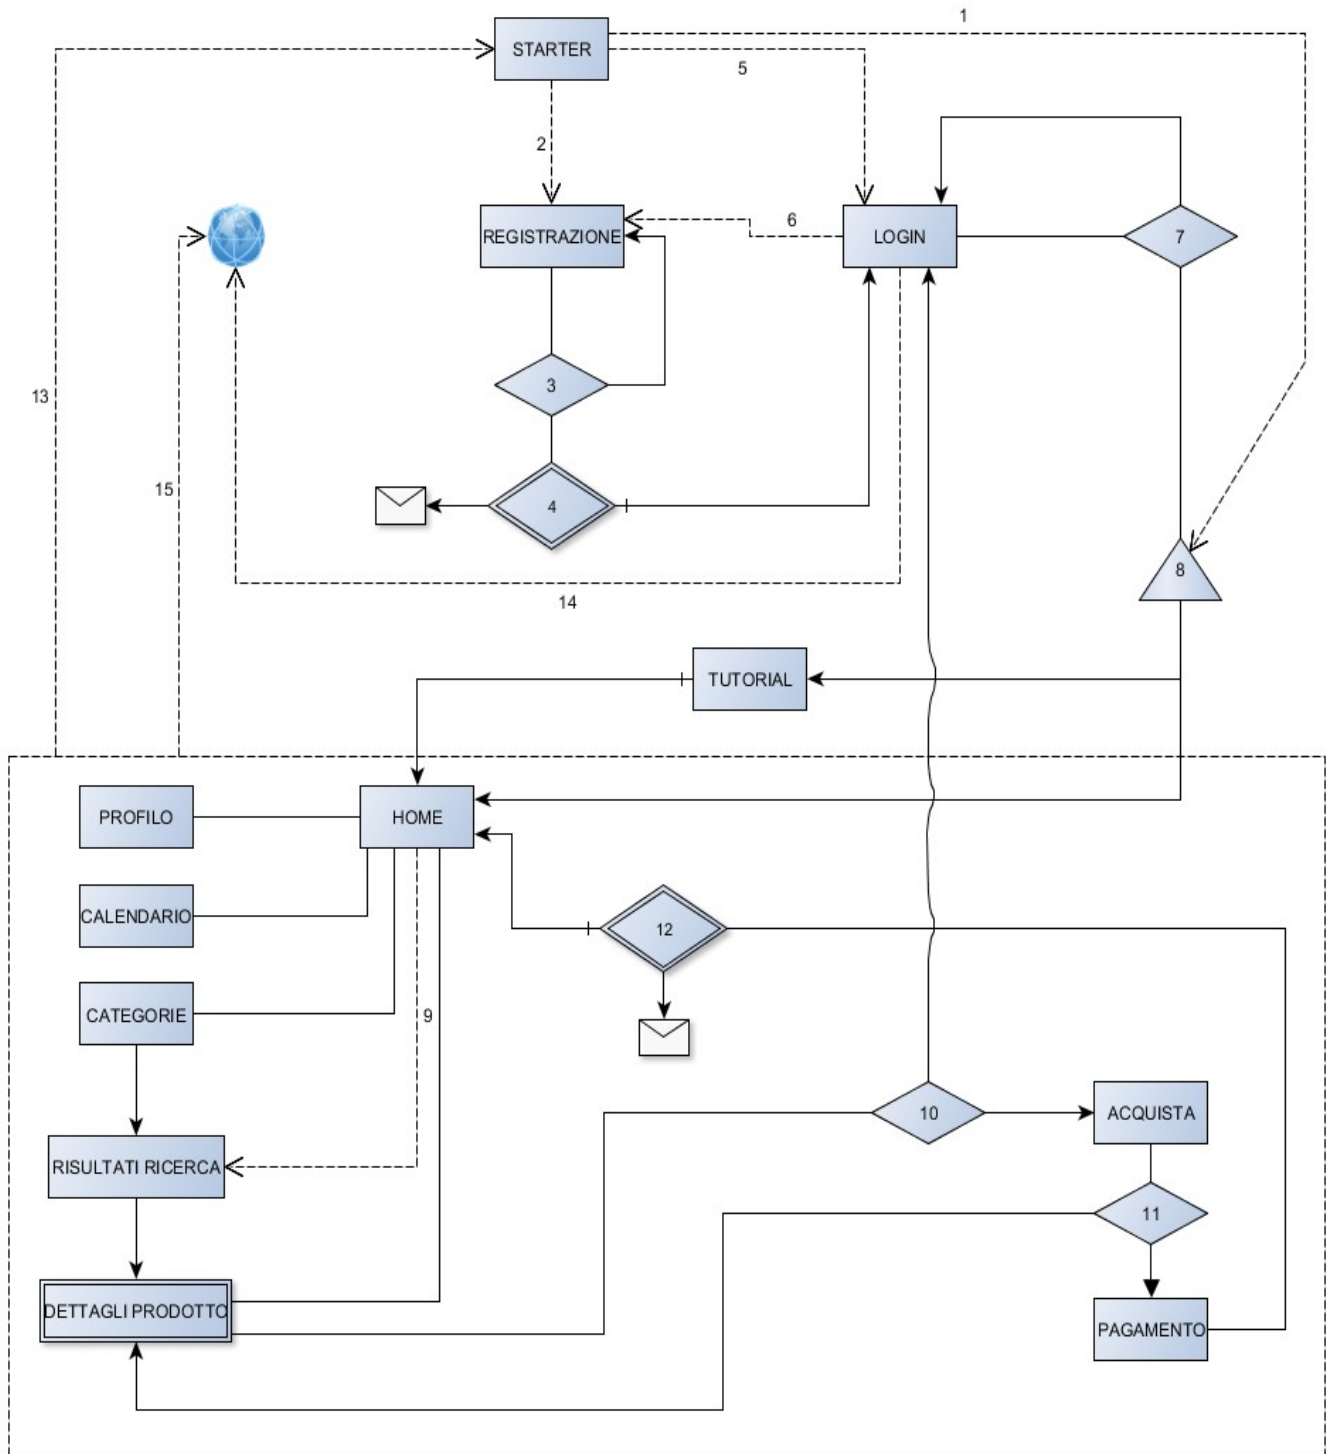 1
STARTER
5
2
6
REGISTRAZIONE
LOGIN
7
3
13
15
4
8
14
TUTORIAL
PROFILO
HOME
CALENDARIO
12
CATEGORIE
9
10
ACQUISTA
RISULTATI RICERCA
11
DETTAGLI PRODOTTO
PAGAMENTO